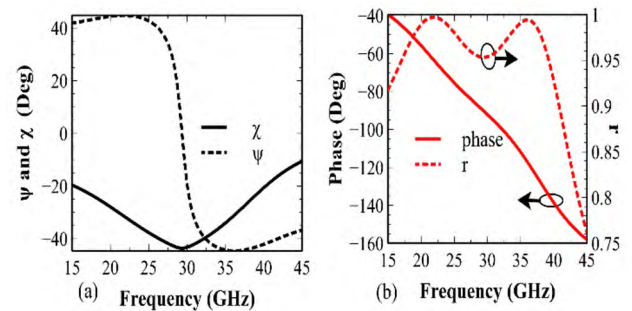 40
20
0
−20
−40
ψ and χ (Deg)
χ
ψ
15 20 25 30 35 40 45
(a) Frequency (GHz)
−40
−60
−80
−100
−120
−140
−160
Phase (Deg)
phase
r
1
0.95
0.9
0.85
0.8
0.75
r
15 20 25 30 35 40 45
(b) Frequency (GHz)